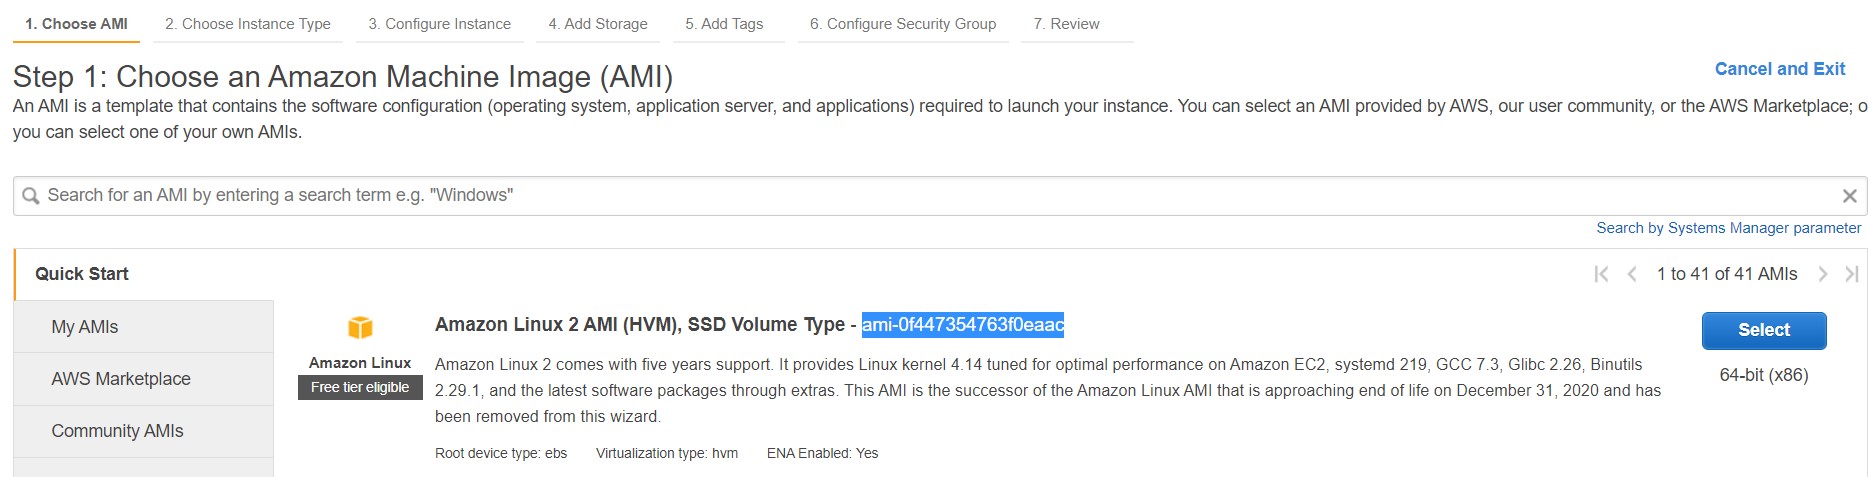 1. Choose AMI 2. Choose Instance Type 3. Configure Instance 4. Add Storage 5. Add Tags 6. Configure Security Group 7. Review
Step 1: Choose an Amazon Machine Image (AMI)
Cancel and Exit
An AMI is a template that contains the software configuration (operating system, application server, and applications) required to launch your instance. You can select an AMI provided by AWS, our user community, or the AWS Marketplace; o
you can select one of your own AMIs.
Search for an AMI by entering a search term e.g. "Windows"
Search by Systems Manager parameter
Quick Start
1 to 41 of 41 AMIs
My AMIs
AWS Marketplace
Community AMIs
Amazon Linux
Free tier eligible
Amazon Linux 2 AMI (HVM), SSD Volume Type - ami-0f447354763f0eaac
Amazon Linux 2 comes with five years support. It provides Linux kernel 4.14 tuned for optimal performance on Amazon EC2, systemd 219, GCC 7.3, Glibc 2.26, Binutils
2.29.1, and the latest software packages through extras. This AMI is the successor of the Amazon Linux AMI that is approaching end of life on December 31, 2020 and has
been removed from this wizard.
Root device type: ebs Virtualization type: hvm ENA Enabled: Yes
Select
64-bit (x86)